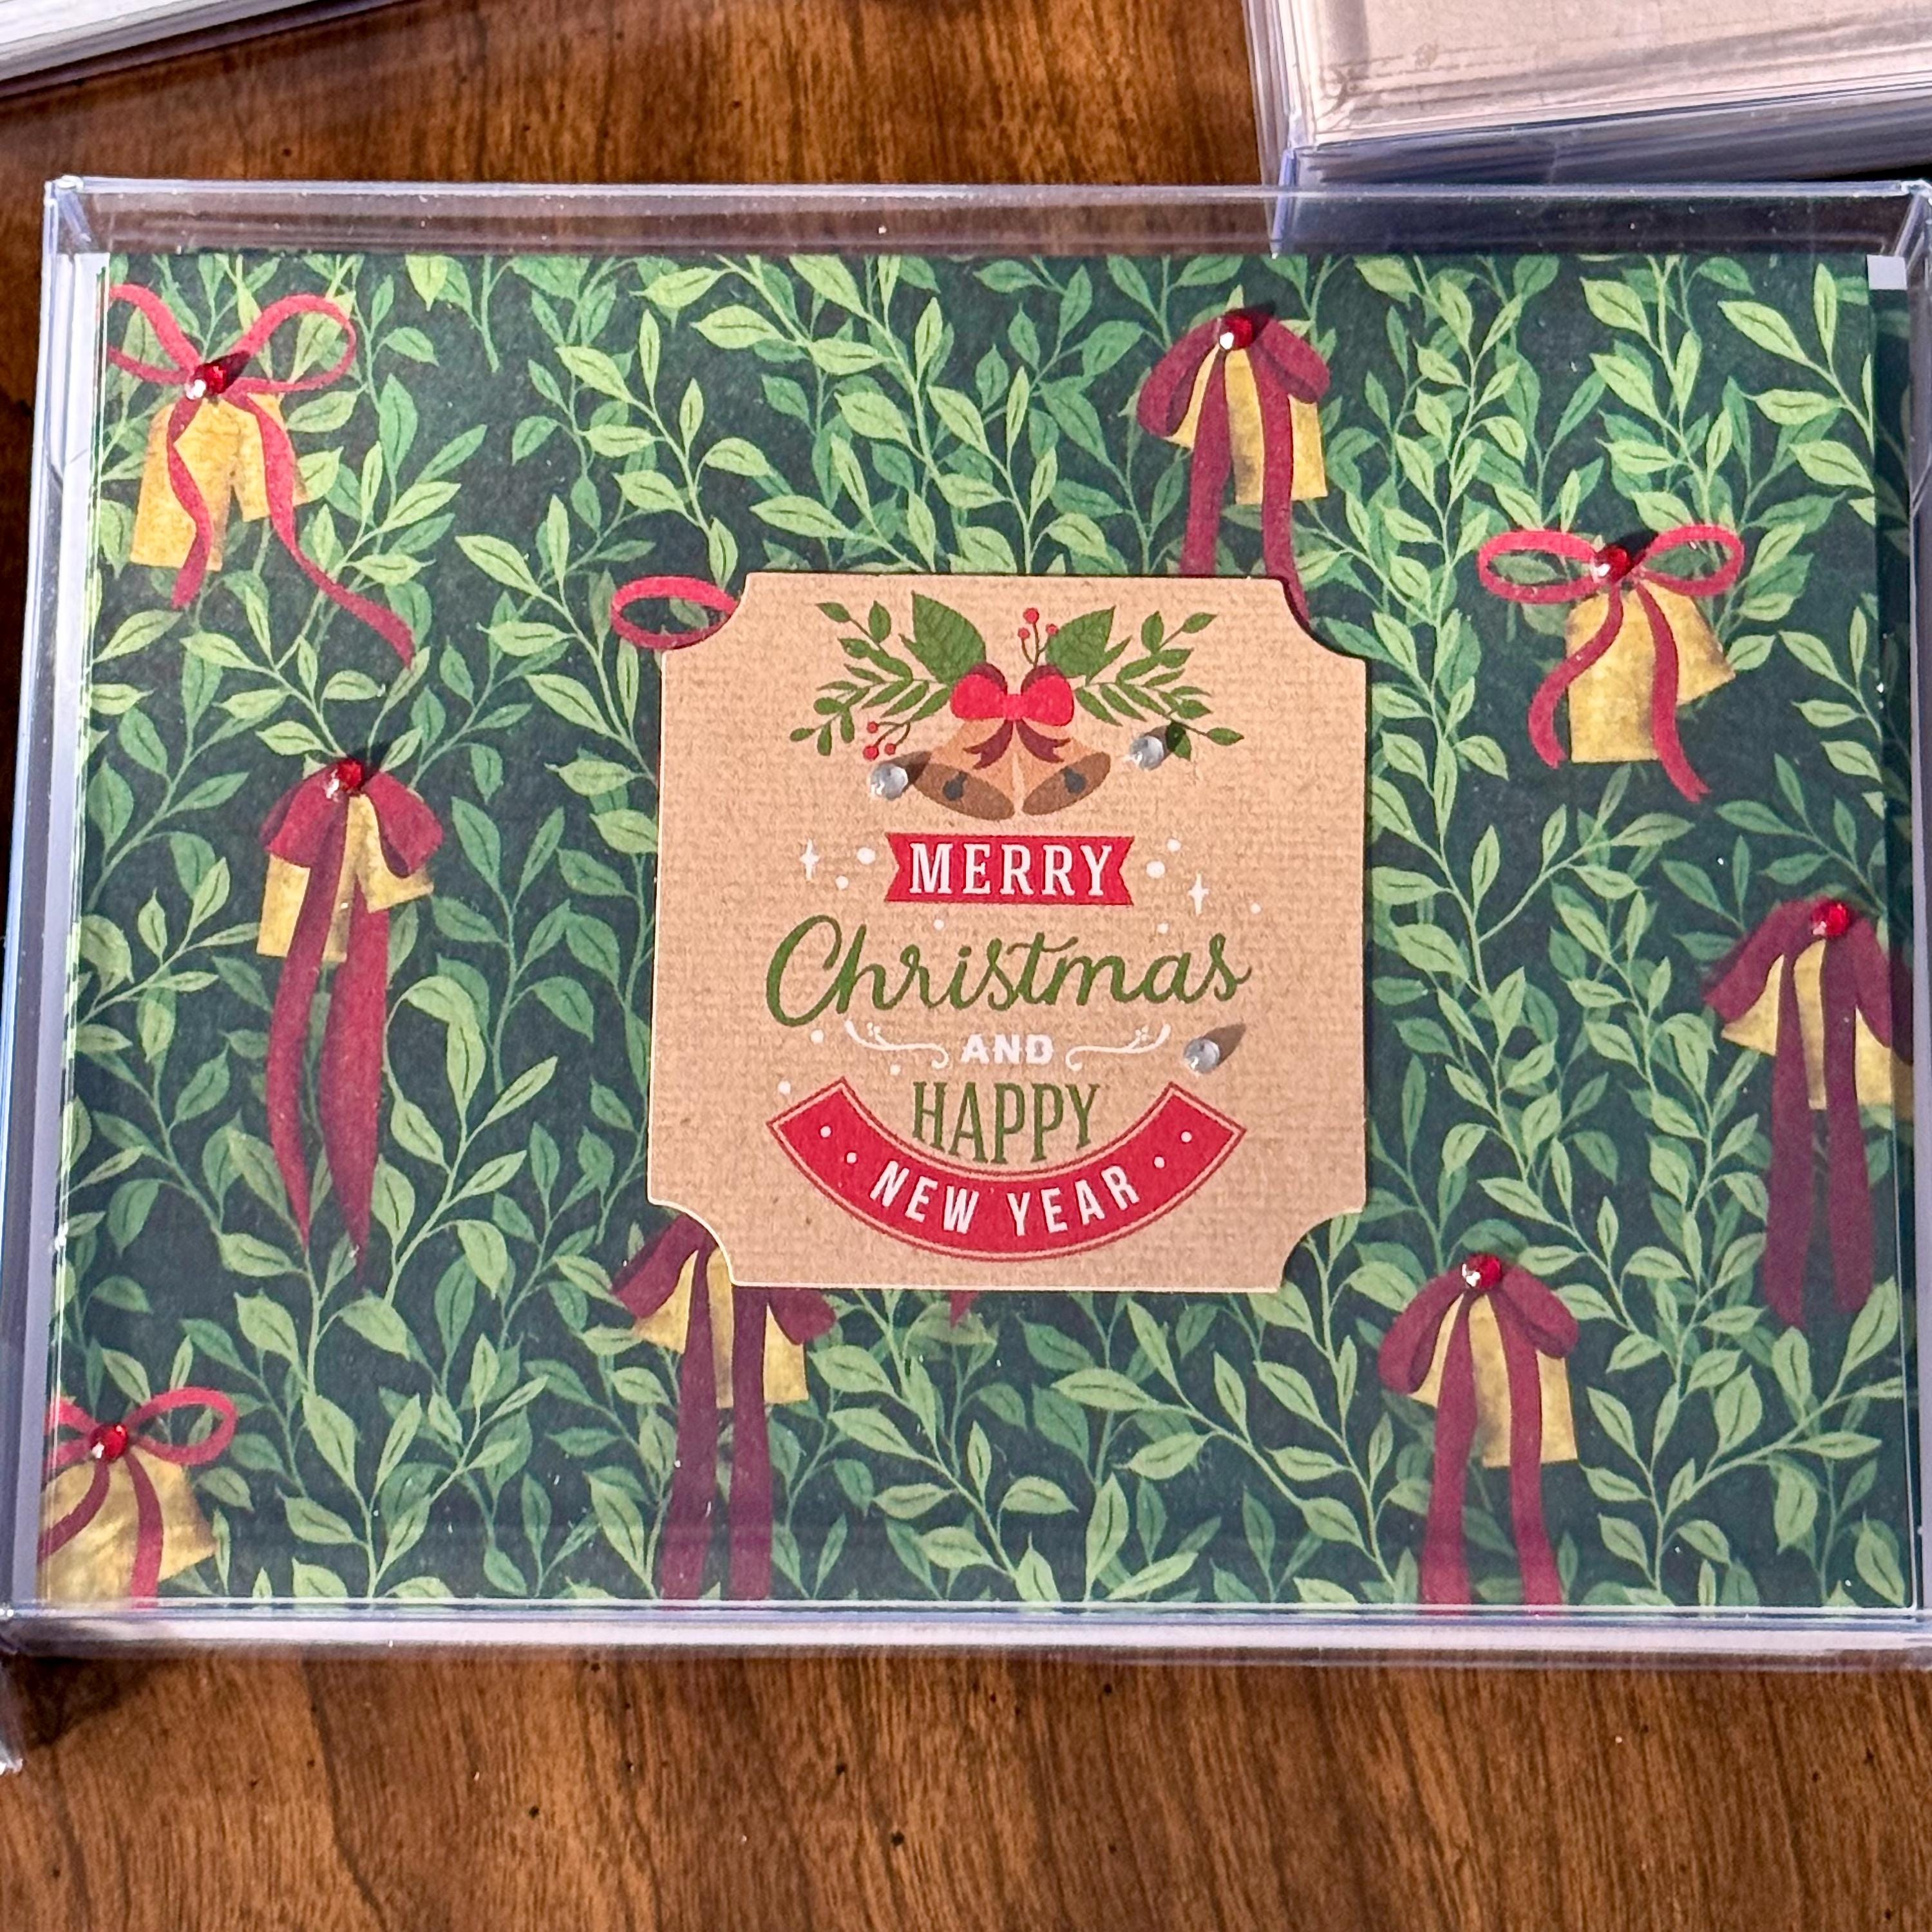 MERRY
Christmas
AND
HAPPY
NEW YEAR